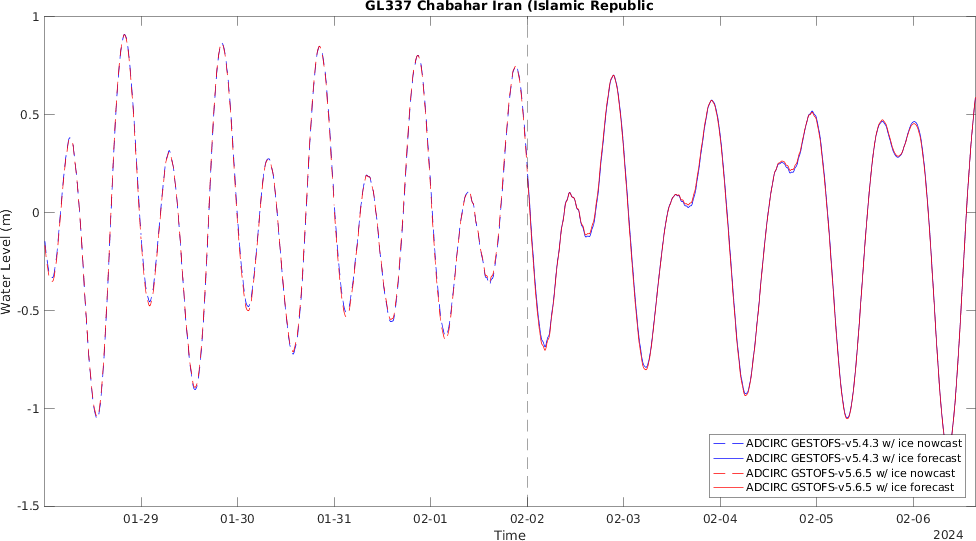 GL337 Chabahar Iran (Islamic Republic
1
0.5
0
-0.5
-1
-1.5
Water Level (m)
01-29 01-30 01-31 02-01 02-02 02-03 02-04 02-05 02-06
Time
2024
ADCIRC GESTOFS-v5.4.3 w/ ice nowcast
ADCIRC GESTOFS-v5.4.3 w/ ice forecast
ADCIRC GSTOFS-v5.6.5 w/ ice nowcast
ADCIRC GSTOFS-v5.6.5 w/ ice forecast